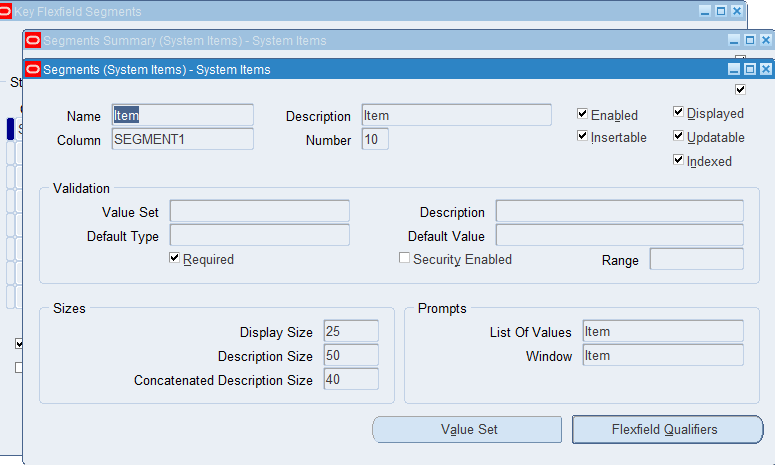 Key Flexfield Segments
Segments Summary (System Items) - System Items
Segments (System Items) - System Items
Name Item Description Item Enabled Displayed
Column SEGMENT1 Number 10 Insertable Updatable
Indexed
Validation
Value Set Description
Default Type Default Value
Required Security Enabled Range
Sizes Prompts
Display Size 25 List Of Values Item
Description Size 50 Window Item
Concatenated Description Size 40
Value Set Flexfield Qualifiers